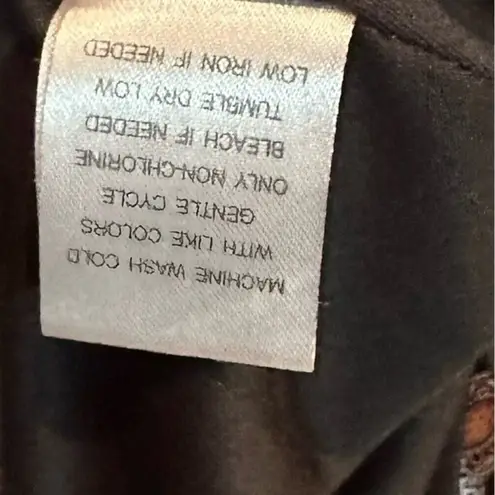 MACHINE WASH COLD
WITH LIKE COLORS
GENTLE CYCLE
ONLY NON-CHLORINE
BLEACH IF NEEDED
TUMBLE DRY LOW
LOW IRON IF NEEDED